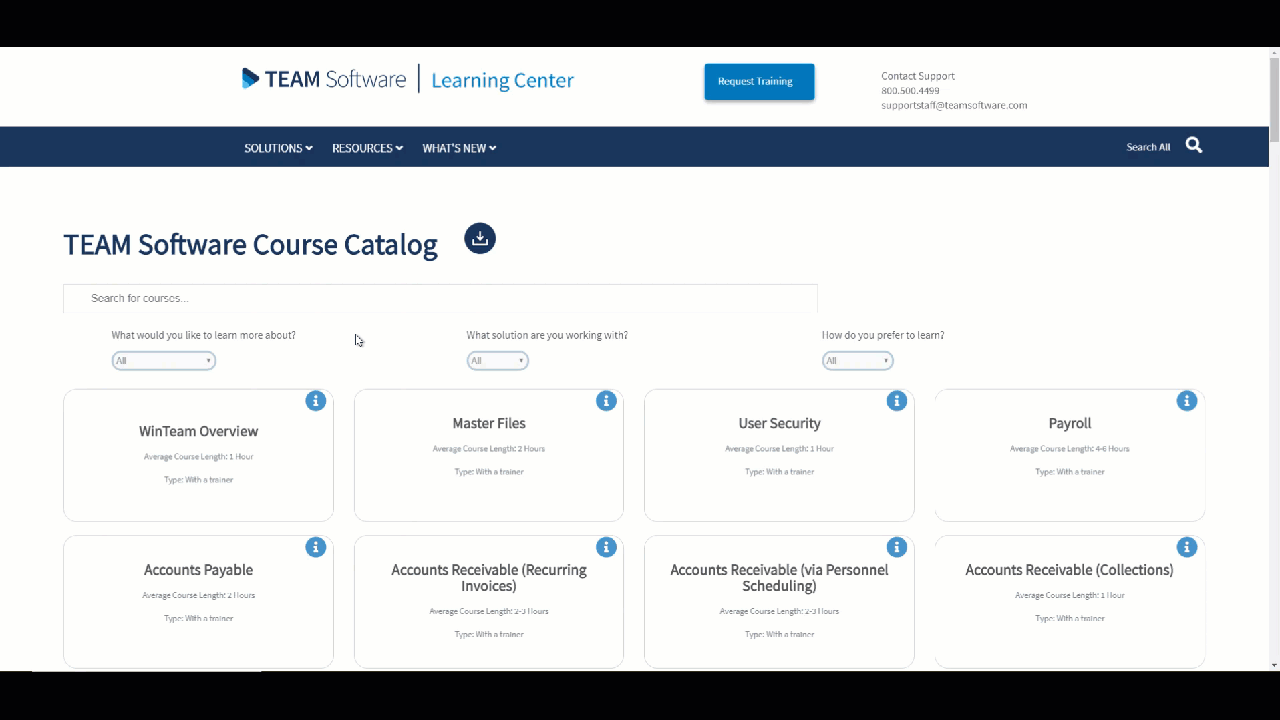 TEAM Software | Learning Center
Request Training
Contact Support
800.500.4499
supportstaff@teamsoftware.com
SOLUTIONS
RESOURCES
WHAT'S NEW
Search All
TEAM Software Course Catalog
Search for courses...
What would you like to learn more about?
What solution are you working with?
How do you prefer to learn?
All
All
All
WinTeam Overview
Average Course Length: 1 Hour
Type: With a trainer
Master Files
Average Course Length: 2 Hours
Type: With a trainer
User Security
Average Course Length: 1 Hour
Type: With a trainer
Payroll
Average Course Length: 4-6 Hours
Type: With a trainer
Accounts Payable
Average Course Length: 2 Hours
Type: With a trainer
Accounts Receivable (Recurring
Invoices)
Average Course Length: 2-3 Hours
Type: With a trainer
Accounts Receivable (via Personnel
Scheduling)
Average Course Length: 2-3 Hours
Type: With a trainer
Accounts Receivable (Collections)
Average Course Length: 1 Hour
Type: With a trainer